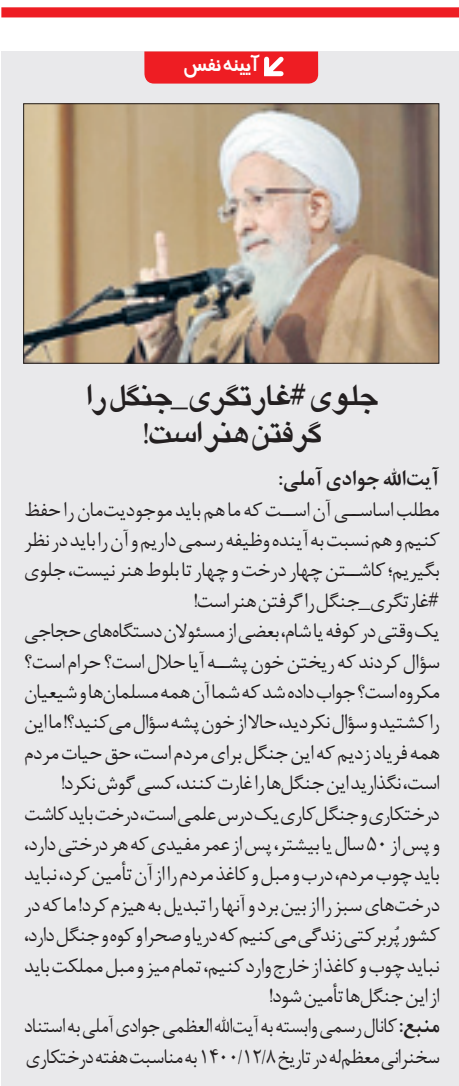 آیینه نفس
جلوی #غارتگری_جنگل را
گرفتن هنر است!
آیت‌الله جوادی آملی:
مطلب اساســی آن اســت که ما هم باید موجودیت‌مان را حفظ
کنیم و هم نسبت به آینده وظیفه رسمی داریم و آن را باید در نظر
بگیریم؛ کاشــتن چهار درخت و چهار تا بلوط هنر نیست، جلوی
#غارتگری_جنگل را گرفتن هنر است!
یک وقتی در کوفه یا شام، بعضی از مسئولان دستگاه‌های حجاجی
سؤال کردند که ریختن خون پشــه آیا حلال است؟ حرام است؟
مکروه است؟ جواب داده شد که شما آن همه مسلمان‌ها و شیعیان
را کشتید و سؤال نکردید، حالا از خون پشه سؤال می‌کنید؟! ما این
همه فریاد زدیم که این جنگل برای مردم است، حق حیات مردم
است، نگذارید این جنگل‌ها را غارت کنند، کسی گوش نکرد!
درختکاری و جنگل‌کاری یک درس علمی است، درخت باید کاشت
و پس از ۵۰ سال یا بیشتر، پس از عمر مفیدی که هر درختی دارد،
باید چوب مردم، درب و مبل و کاغذ مردم را از آن تأمین کرد، نباید
درخت‌های سبز را از بین برد و آنها را تبدیل به هیزم کرد! ما که در
کشور پُربرکتی زندگی می‌کنیم که دریا و صحرا و کوه و جنگل دارد،
نباید چوب و کاغذ از خارج وارد کنیم، تمام میز و مبل مملکت باید
از این جنگل‌ها تأمین شود!
منبع: کانال رسمی وابسته به آیت‌الله العظمی جوادی آملی به استناد
سخنرانی معظم‌له در تاریخ ۱۴۰۰/۱۲/۸ به مناسبت هفته درختکاری